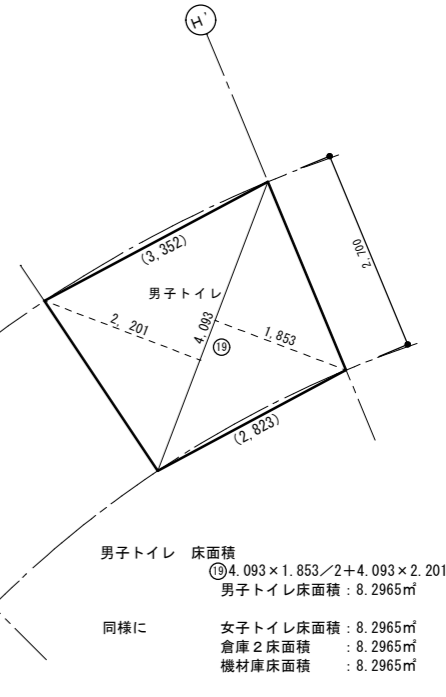 H'
(3,352)
男子トイレ
2, 201
4,093
1,853
⑲
2,700
(2,823)
男子トイレ 床面積
⑲4.093×1.853／2＋4.093×2.201
男子トイレ床面積：8.2965㎡
同様に 女子トイレ床面積：8.2965㎡
倉庫２床面積 ：8.2965㎡
機材庫床面積 ：8.2965㎡